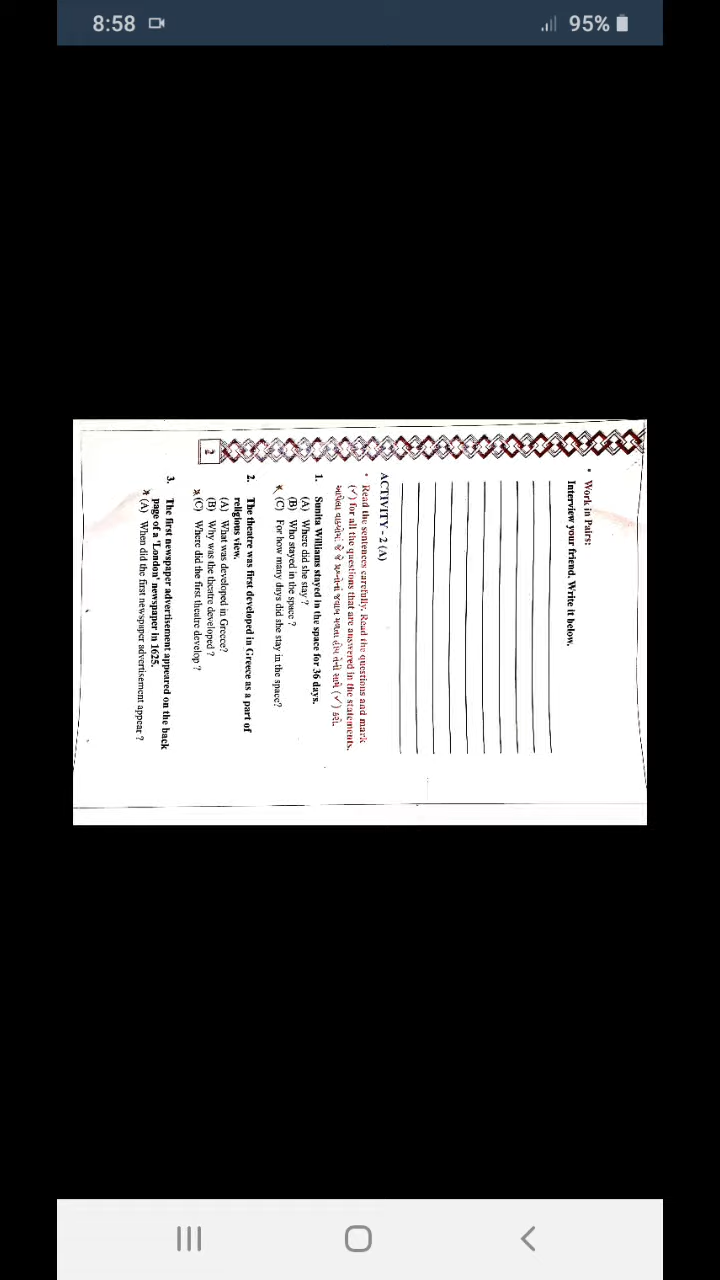 8:58
95%
• Work in Pairs:
Interview your friend. Write it below.
ACTIVITY - 2 (A)
• Read the sentences carefully. Read the questions and mark
(✓) for all the questions that are answered in the statements.
આપેલા વાક્યોમાં જે જે પ્રશ્નોનાં જવાબ મળતા હોય તેની સામે (✓) કરો.
1. Sunita Williams stayed in the space for 36 days.
(A) Where did she stay ?
(B) Who stayed in the space ?
(C) For how many days did she stay in the space?
2. The theatre was first developed in Greece as a part of
religious view.
(A) What was developed in Greece?
(B) Why was the theatre developed ?
(C) Where did the first theatre develop ?
3. The first newspaper advertisement appeared on the back
page of a 'London' newspaper in 1625.
(A) When did the first newspaper advertisement appear ?
2